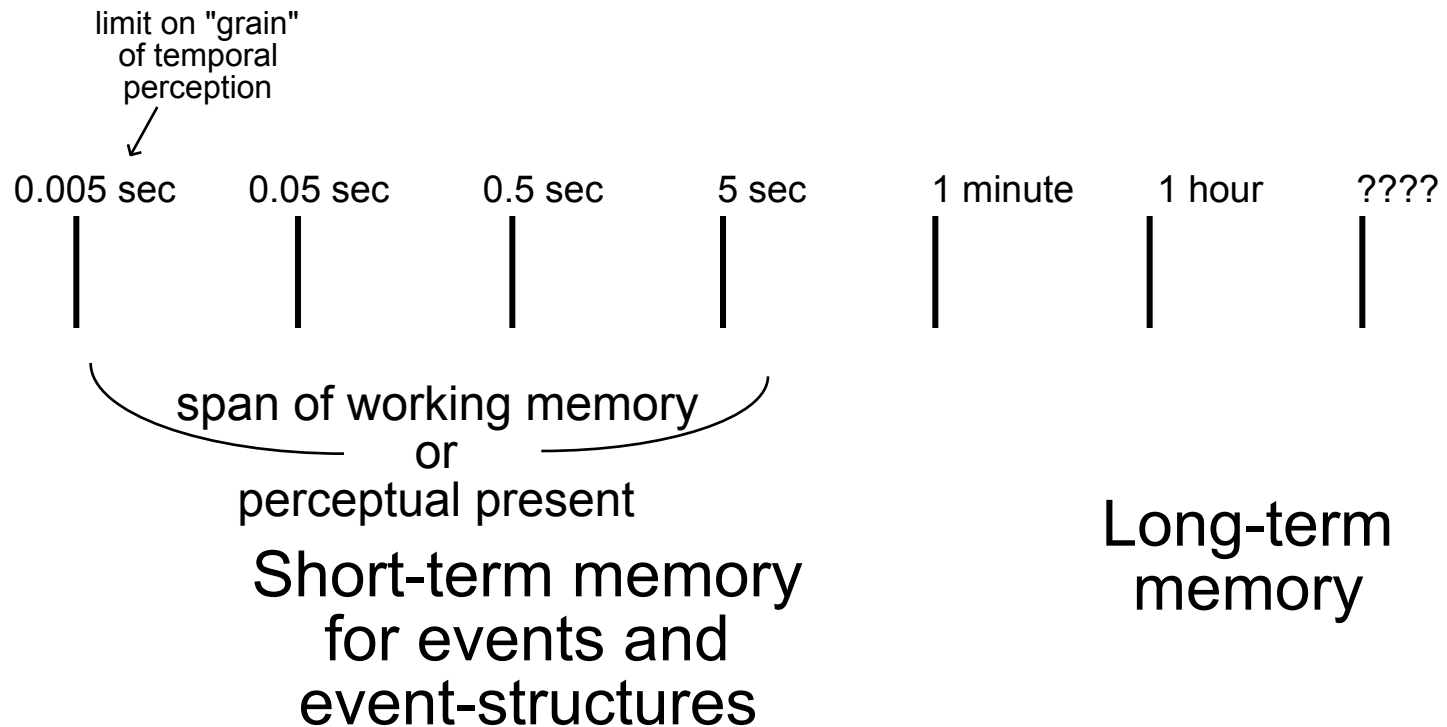 limit on "grain"
of temporal
perception
0.005 sec 0.05 sec 0.5 sec 5 sec 1 minute 1 hour ????
span of working memory
or
perceptual present
Short-term memory
for events and
event-structures
Long-term
memory